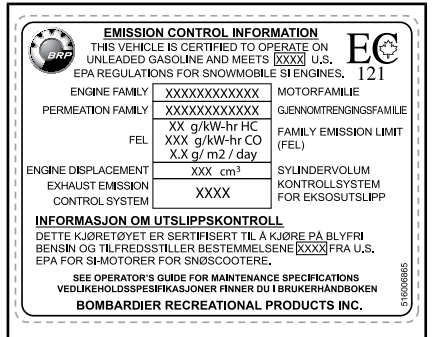 EMISSION CONTROL INFORMATION
THIS VEHICLE IS CERTIFIED TO OPERATE ON
UNLEADED GASOLINE AND MEETS XXXX U.S.
EPA REGULATIONS FOR SNOWMOBILE SI ENGINES.
BRP
EC
121
ENGINE FAMILY XXXXXXXXXXXX MOTORFAMILIE
PERMEATION FAMILY XXXXXXXXXXXX GJENNOMTRENGINGSFAMILIE
XX g/kW-hr HC
FEL XXX g/kW-hr CO FAMILY EMISSION LIMIT
X.X g/ m2 / day (FEL)
ENGINE DISPLACEMENT XXX cm³ SYLINDERVOLUM
EXHAUST EMISSION XXXX KONTROLLSYSTEM
CONTROL SYSTEM FOR EKSOSUTSLIPP
INFORMASJON OM UTSLIPPSKONTROLL
DETTE KJØRETØYET ER SERTIFISERT TIL Å KJØRE PÅ BLYFRI
BENSIN OG TILFREDSSTILLER BESTEMMELSENE XXXX FRA U.S.
EPA FOR SI-MOTORER FOR SNØSCOOTERE.
SEE OPERATOR'S GUIDE FOR MAINTENANCE SPECIFICATIONS
VEDLIKEHOLDSSPESIFIKASJONER FINNER DU I BRUKERHÅNDBOKEN
BOMBARDIER RECREATIONAL PRODUCTS INC.
516006865